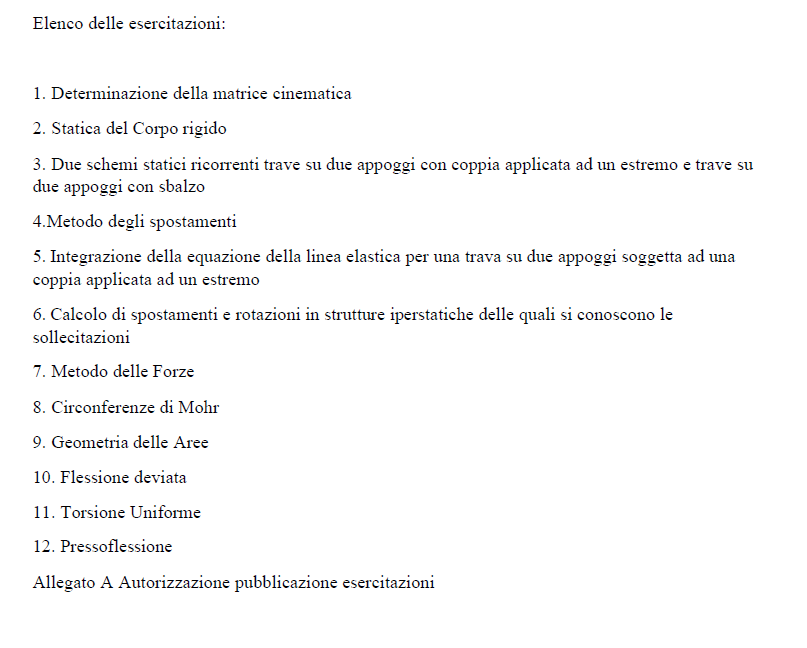 Elenco delle esercitazioni:
1. Determinazione della matrice cinematica
2. Statica del Corpo rigido
3. Due schemi statici ricorrenti trave su due appoggi con coppia applicata ad un estremo e trave su
due appoggi con sbalzo
4.Metodo degli spostamenti
5. Integrazione della equazione della linea elastica per una trava su due appoggi soggetta ad una
coppia applicata ad un estremo
6. Calcolo di spostamenti e rotazioni in strutture iperstatiche delle quali si conoscono le
sollecitazioni
7. Metodo delle Forze
8. Circonferenze di Mohr
9. Geometria delle Aree
10. Flessione deviata
11. Torsione Uniforme
12. Pressoflessione
Allegato A Autorizzazione pubblicazione esercitazioni